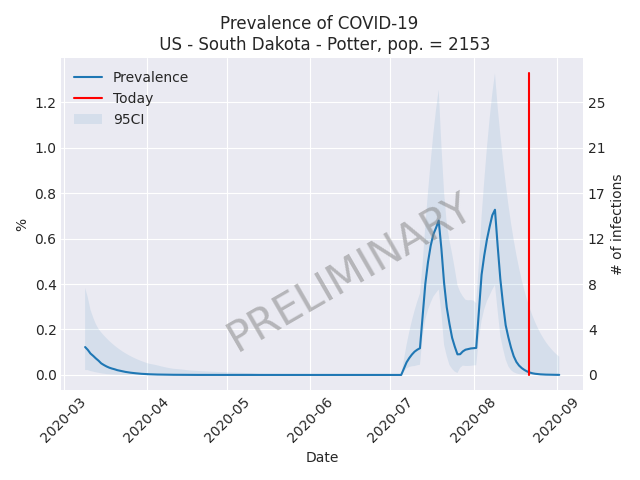 Prevalence of COVID-19
US - South Dakota - Potter, pop. = 2153
Prevalence
Today
95CI
1.2
1.0
0.8
0.6
0.4
0.2
0.0
%
25
21
17
12
8
4
0
# of infections
PRELIMINARY
2020-03
2020-04
2020-05
2020-06
2020-07
2020-08
2020-09
Date